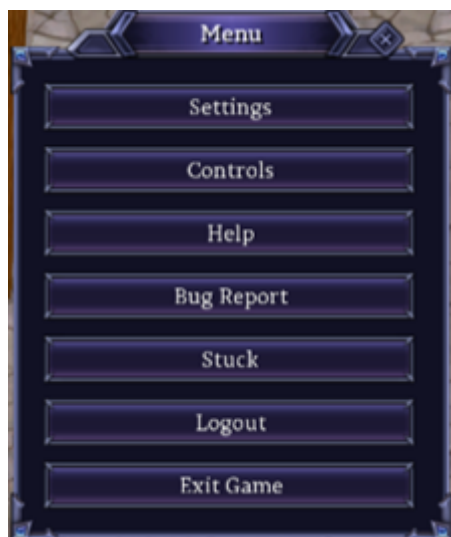 Menu
Settings
Controls
Help
Bug Report
Stuck
Logout
Exit Game